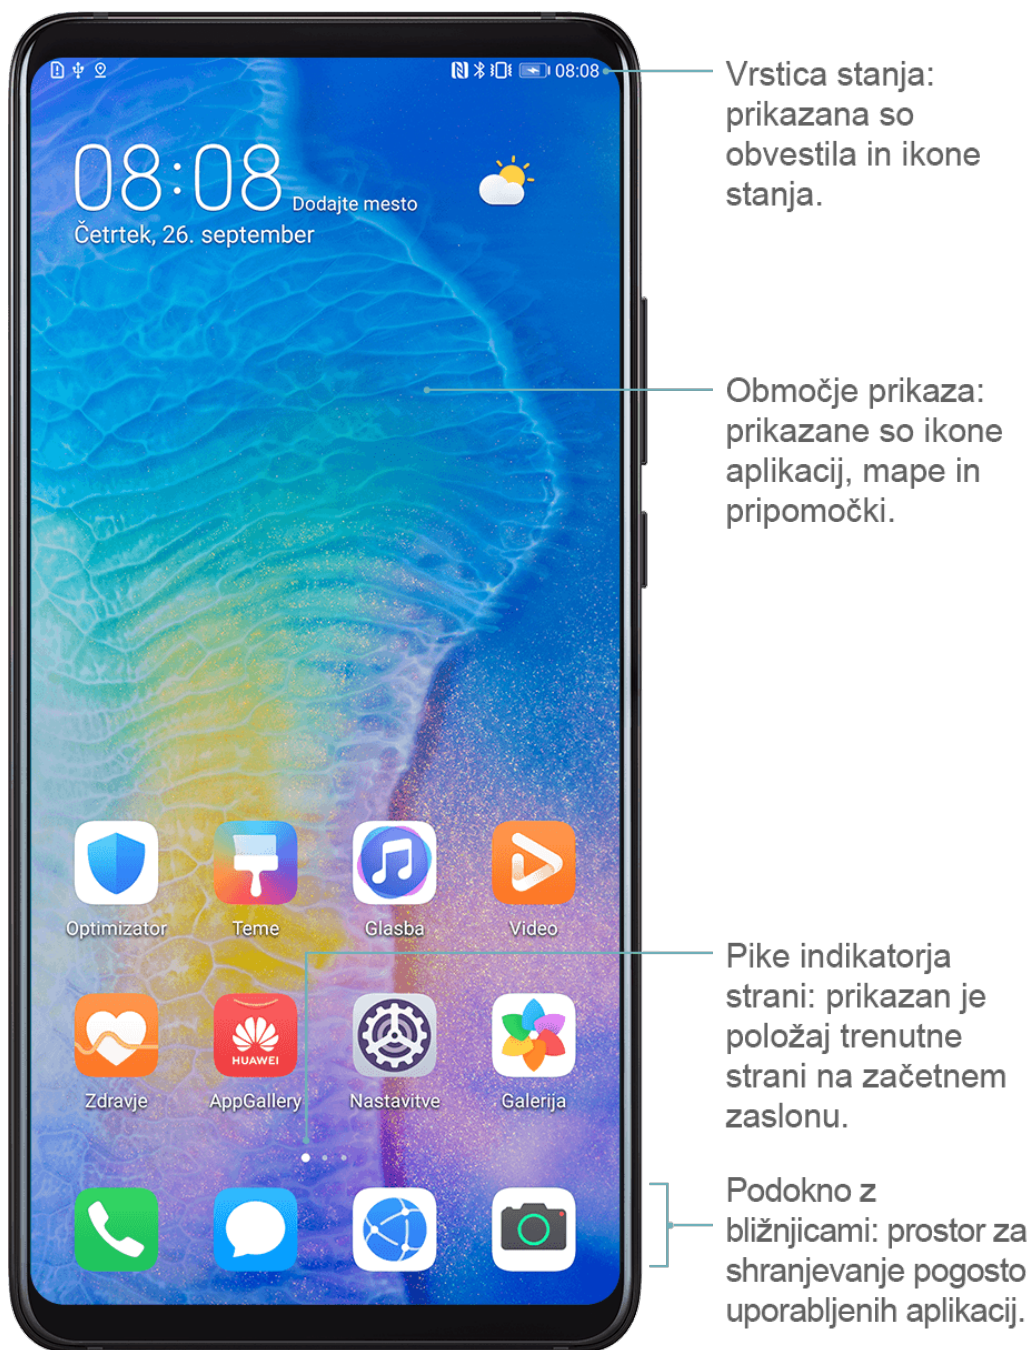 08:08
Vrstica stanja:
prikazana so
obvestila in ikone
stanja.
08:08 Dodajte mesto
Četrtek, 26. september
Območje prikaza:
prikazane so ikone
aplikacij, mape in
pripomočki.
Optimizator Teme Glasba Video
Pike indikatorja
strani: prikazan je
položaj trenutne
strani na začetnem
zaslonu.
HUAWEI
Zdravje AppGallery Nastavitve Galerija
Podokno z
bližnjicami: prostor za
shranjevanje pogosto
uporabljenih aplikacij.